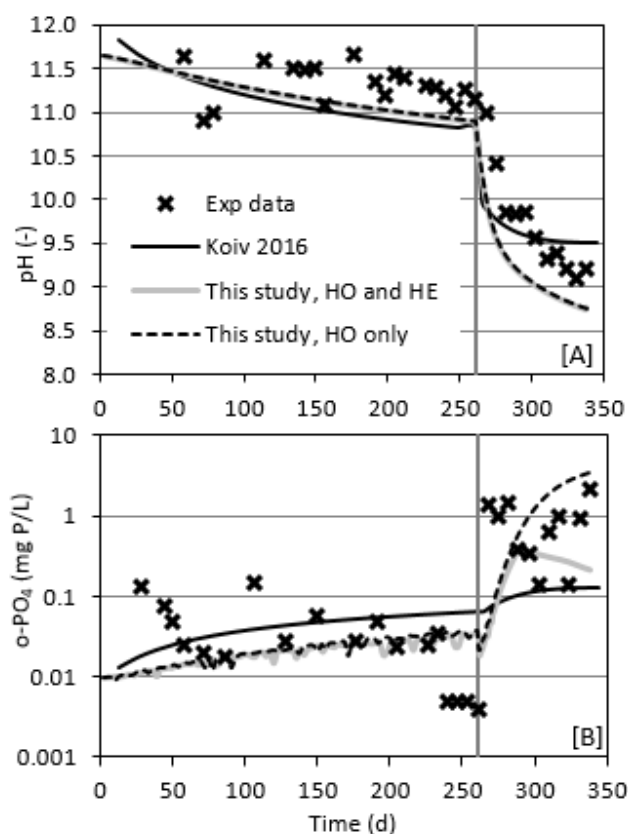 12.0
11.5
11.0
10.5
10.0
9.5
9.0
8.5
8.0
pH (-)
Exp data
Koiv 2016
This study, HO and HE
This study, HO only
[A]
0 50 100 150 200 250 300 350
10
1
0.1
0.01
0.001
o-PO4 (mg P/L)
[B]
0 50 100 150 200 250 300 350
Time (d)